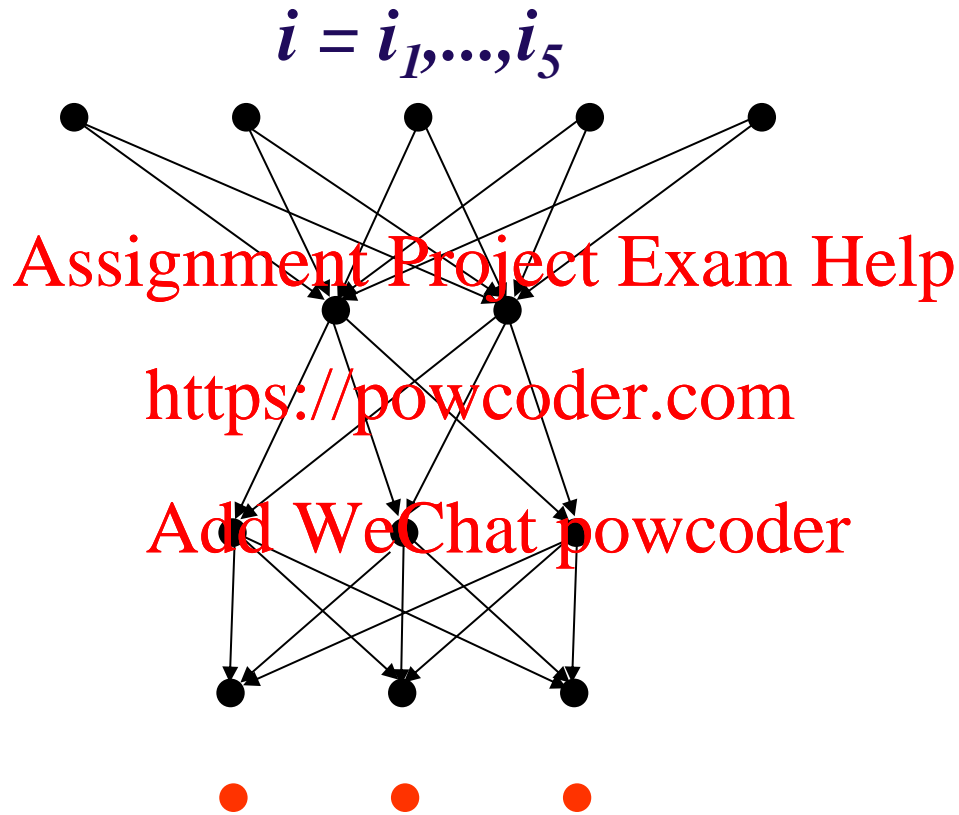 i = i1,...,i5
Assignment Project Exam Help
https://powcoder.com
Add WeChat powcoder